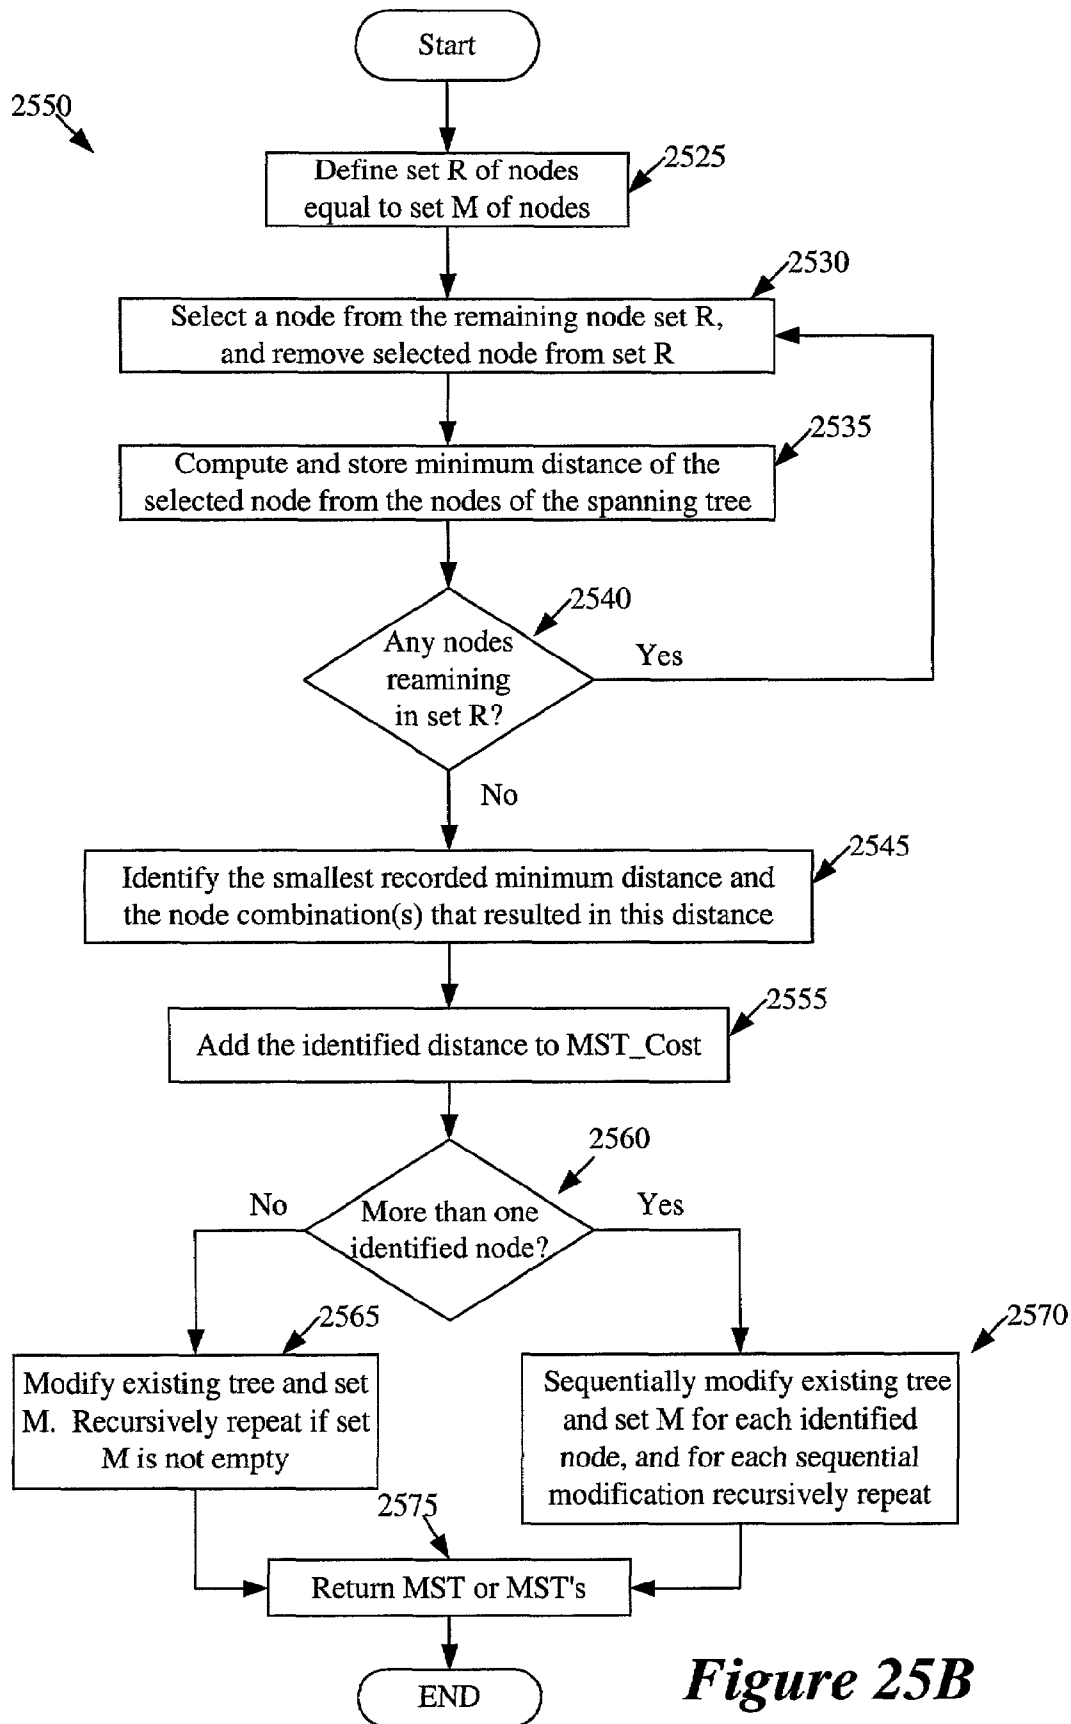 Start
2550
2525
Define set R of nodes
equal to set M of nodes
2530
Select a node from the remaining node set R,
and remove selected node from set R
2535
Compute and store minimum distance of the
selected node from the nodes of the spanning tree
2540
Any nodes
reamining
in set R?
Yes
No
2545
Identify the smallest recorded minimum distance and
the node combination(s) that resulted in this distance
2555
Add the identified distance to MST_Cost
2560
No
Yes
More than one
identified node?
2565
Modify existing tree and set
M. Recursively repeat if set
M is not empty
2570
Sequentially modify existing tree
and set M for each identified
node, and for each sequential
modification recursively repeat
2575
Return MST or MST's
END
Figure 25B